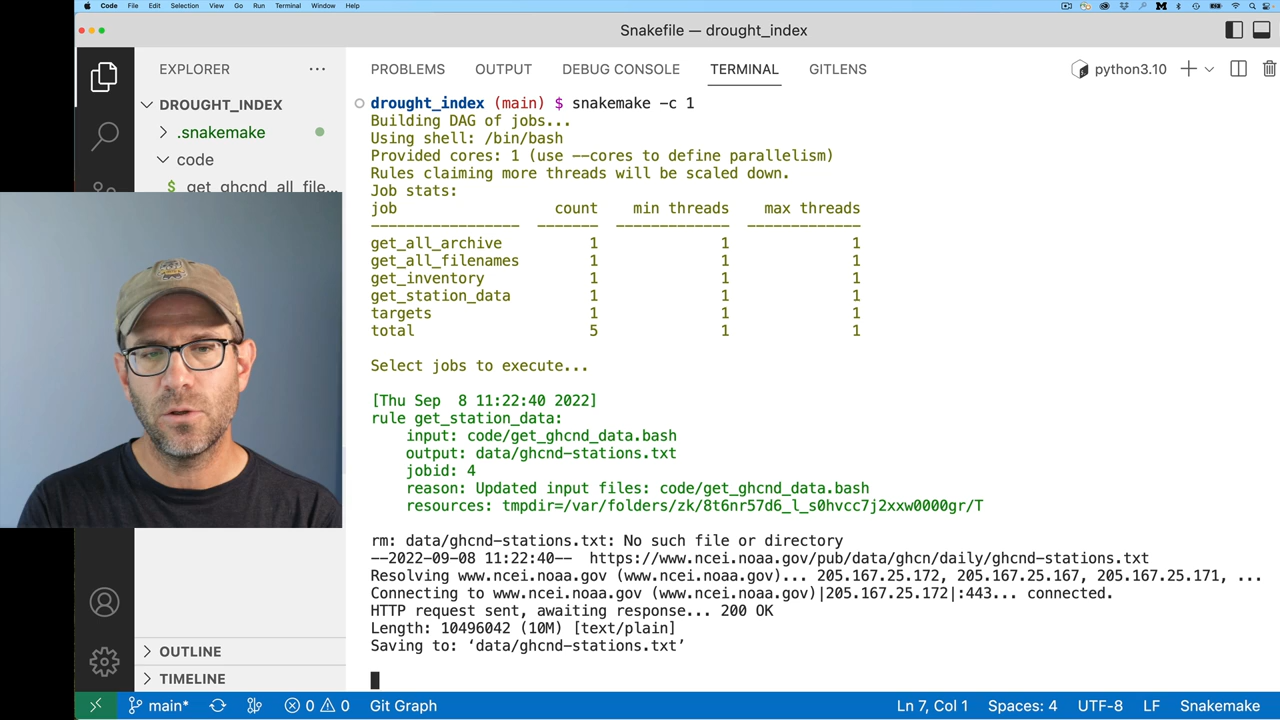 Code File Edit Selection View Go Run Terminal Window Help
Snakefile — drought_index
EXPLORER
PROBLEMS OUTPUT DEBUG CONSOLE TERMINAL GITLENS
python3.10
DROUGHT_INDEX
.snakemake
code
$ get_ghcnd_all_file...
drought_index (main) $ snakemake -c 1
Building DAG of jobs...
Using shell: /bin/bash
Provided cores: 1 (use --cores to define parallelism)
Rules claiming more threads will be scaled down.
Job stats:
job count min threads max threads
----------------- ------- ------------- -------------
get_all_archive 1 1 1
get_all_filenames 1 1 1
get_inventory 1 1 1
get_station_data 1 1 1
targets 1 1 1
total 5 1 1
Select jobs to execute...
[Thu Sep  8 11:22:40 2022]
rule get_station_data:
input: code/get_ghcnd_data.bash
output: data/ghcnd-stations.txt
jobid: 4
reason: Updated input files: code/get_ghcnd_data.bash
resources: tmpdir=/var/folders/zk/8t6nr57d6_l_s0hvcc7j2xxw0000gr/T
rm: data/ghcnd-stations.txt: No such file or directory
--2022-09-08 11:22:40--  https://www.ncei.noaa.gov/pub/data/ghcn/daily/ghcnd-stations.txt
Resolving www.ncei.noaa.gov (www.ncei.noaa.gov)... 205.167.25.172, 205.167.25.167, 205.167.25.171, ...
Connecting to www.ncei.noaa.gov (www.ncei.noaa.gov)|205.167.25.172|:443... connected.
HTTP request sent, awaiting response... 200 OK
Length: 10496042 (10M) [text/plain]
Saving to: ‘data/ghcnd-stations.txt’
OUTLINE
TIMELINE
main* 0 0 Git Graph
Ln 7, Col 1 Spaces: 4 UTF-8 LF Snakemake